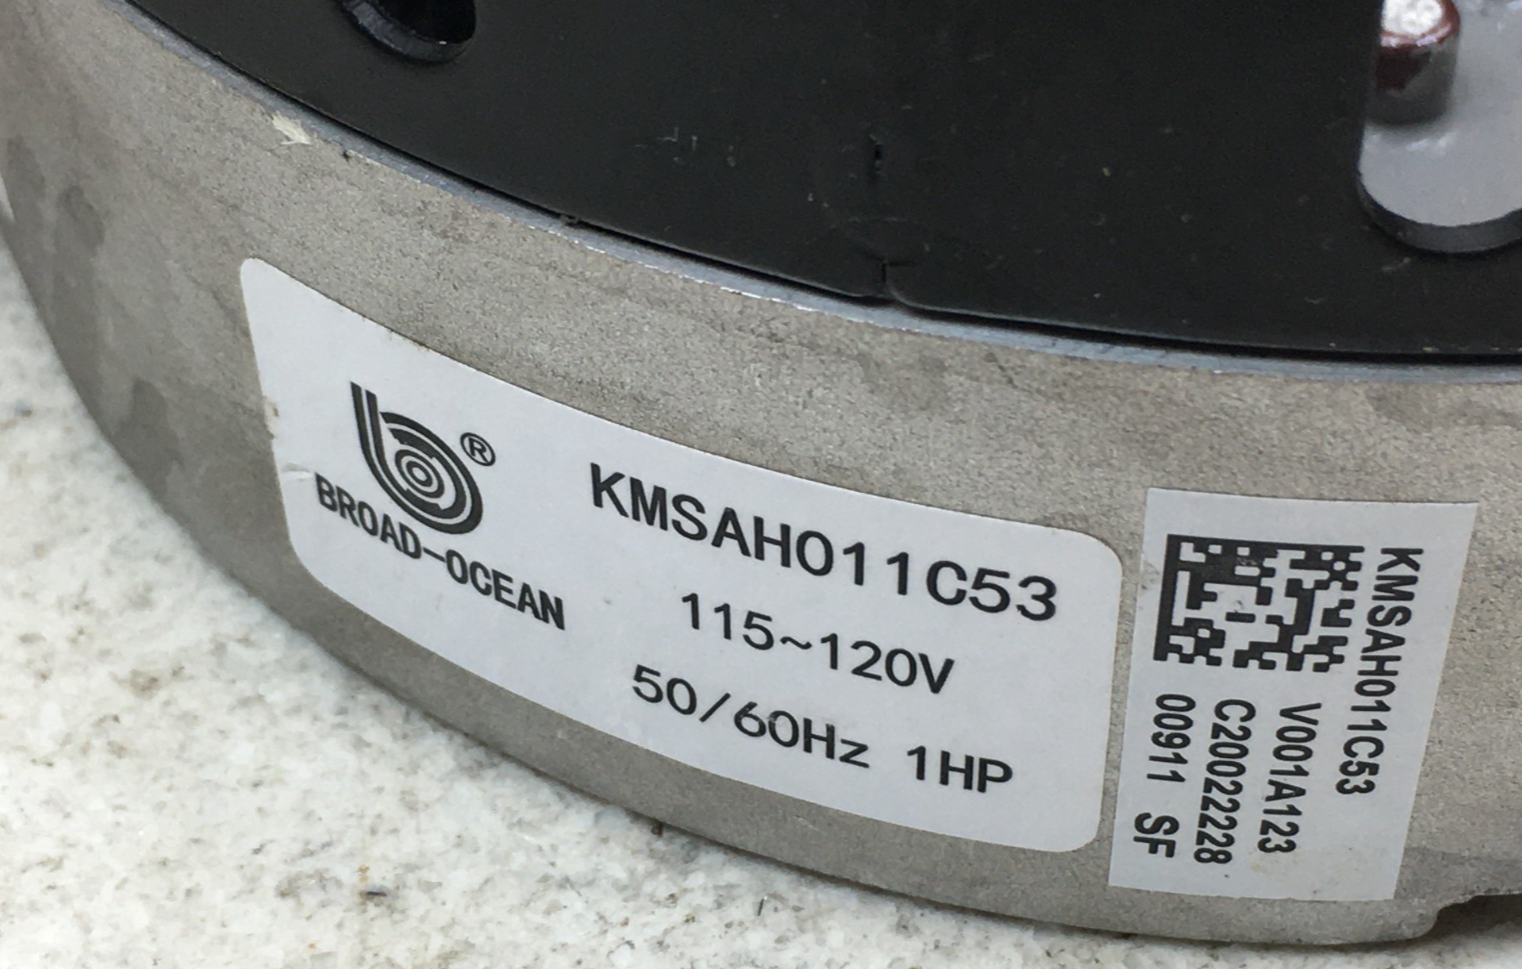 ®
BROAD-OCEAN
KMSAH011C53
115~120V
50/60Hz 1HP
KMSAH011C53
V001A123
C20022228
00911 SF